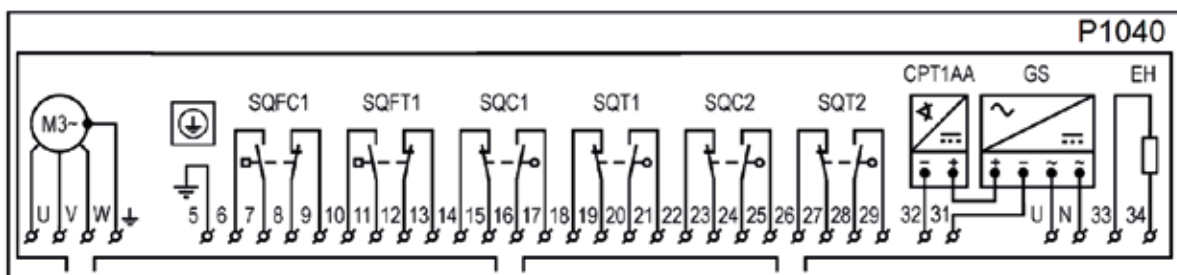 P1040
CPT1AA GS EH
SQFC1 SQFT1 SQC1 SQT1 SQC2 SQT2
M3~
− + + − ~ ~
U V W 5 6 7 8 9 10 11 12 13 14 15 16 17 18 19 20 21 22 23 24 25 26 27 28 29 32 31 U N 33 34